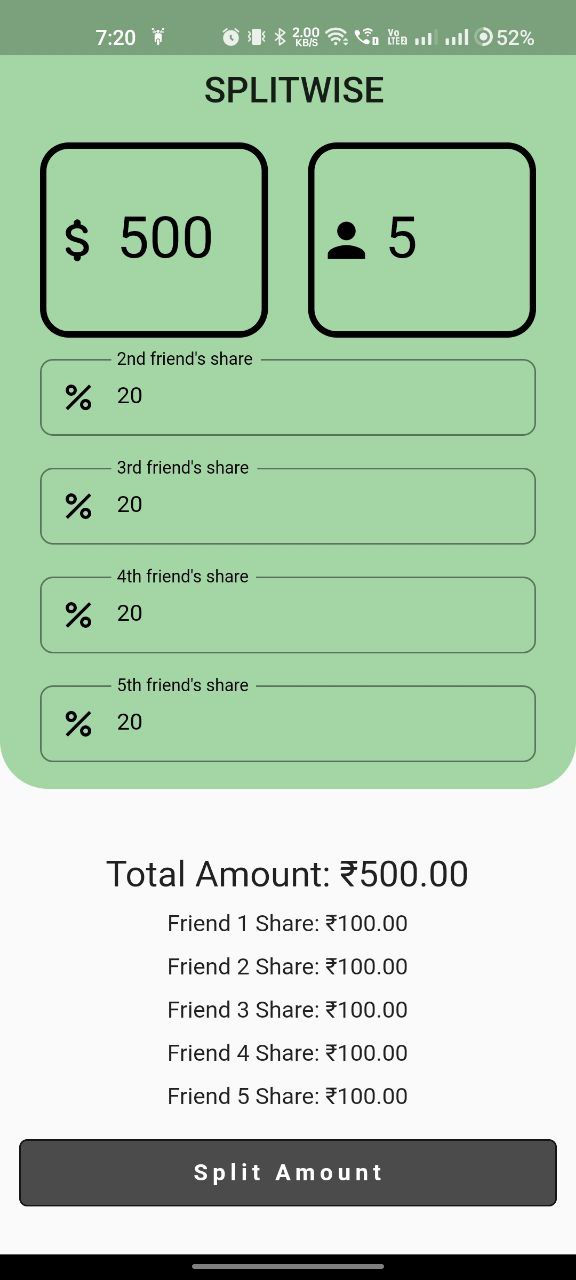 7:20 2.00 KB/S Vo LTE2 52%
SPLITWISE
$ 500 5
2nd friend's share
% 20
3rd friend's share
% 20
4th friend's share
% 20
5th friend's share
% 20
Total Amount: ₹500.00
Friend 1 Share: ₹100.00
Friend 2 Share: ₹100.00
Friend 3 Share: ₹100.00
Friend 4 Share: ₹100.00
Friend 5 Share: ₹100.00
Split Amount